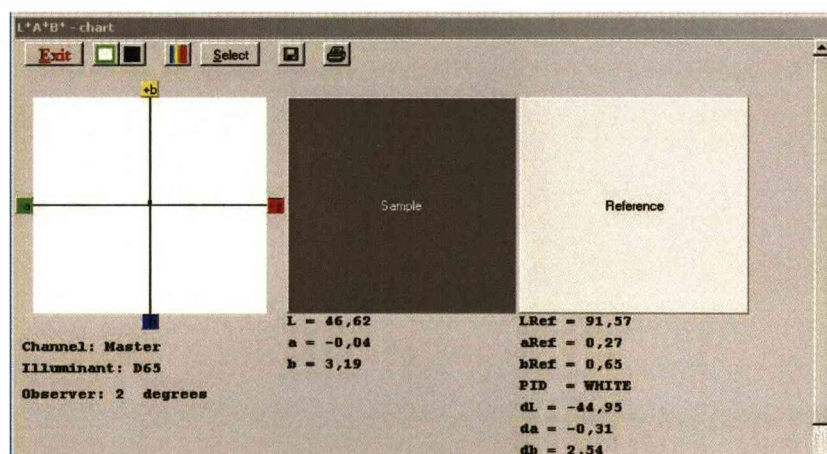 L*A*B* - chart
Exit
Select
+b
Sample
Reference
L = 46,62
a = -0,04
b = 3,19
LRef = 91,57
aRef = 0,27
bRef = 0,65
PID = WHITE
dL = -44,95
da = -0,31
db = 2,54
Channel: Master
Illuminant: D65
Observer: 2 degrees